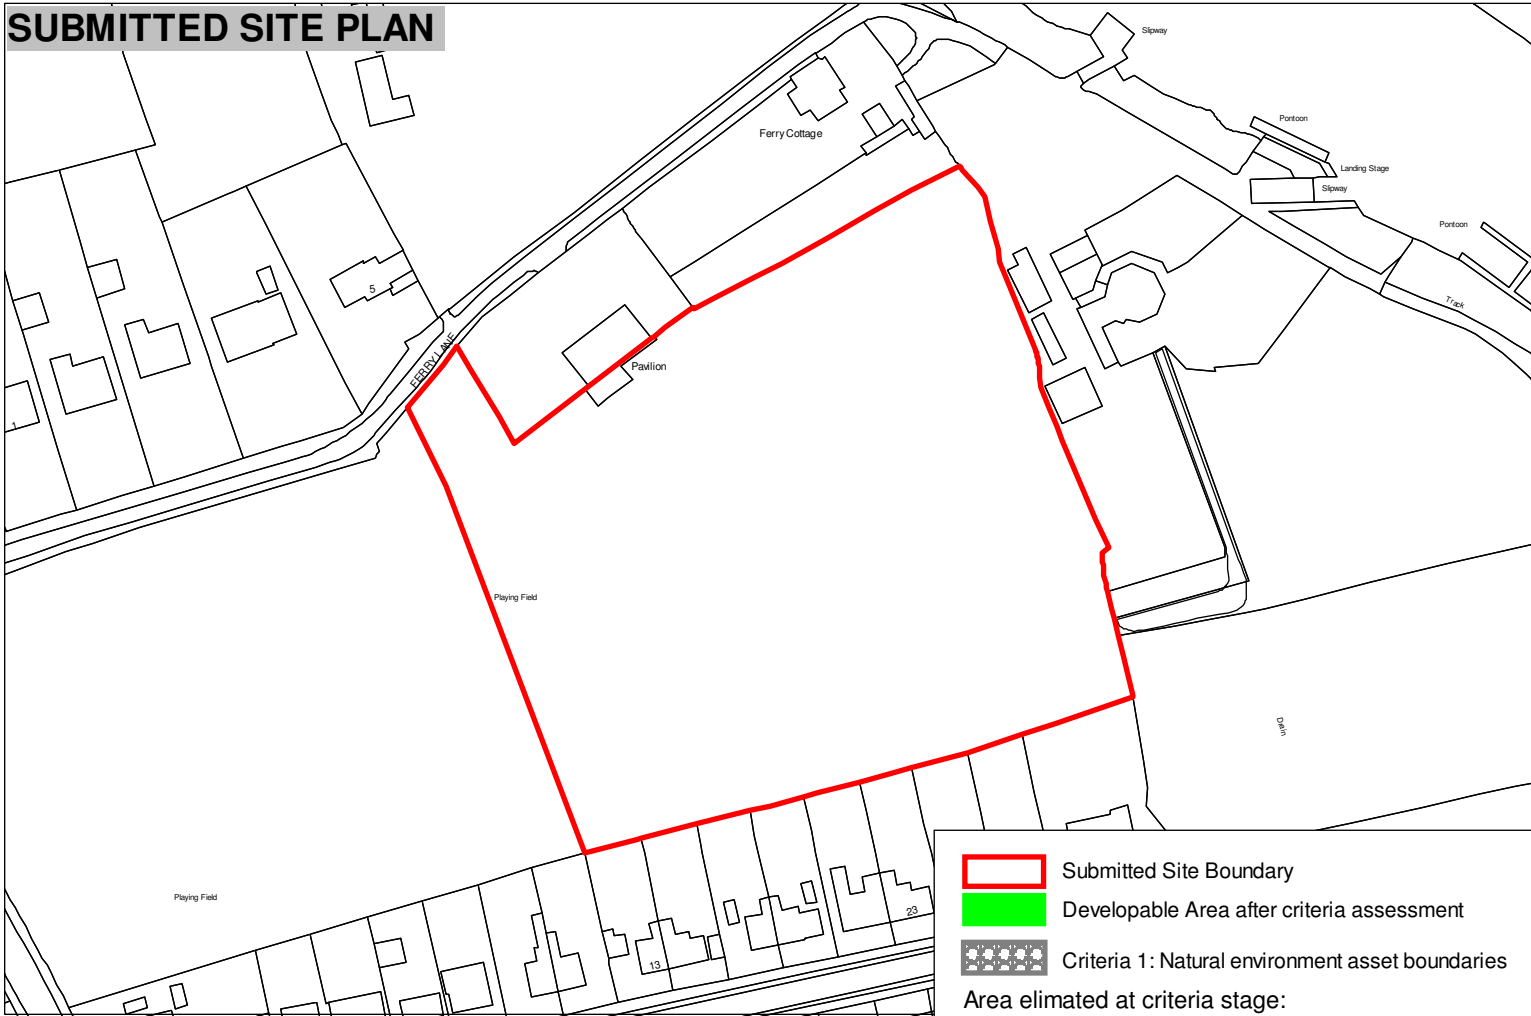 SUBMITTED SITE PLAN
Slipway
Pontoon
Ferry Cottage
Landing Stage
Slipway
Pontoon
5
Track
FERRY LANE
Pavilion
1
Playing Field
Drain
Playing Field
23
13
Submitted Site Boundary
Developable Area after criteria assessment
Criteria 1: Natural environment asset boundaries
Area elimated at criteria stage: